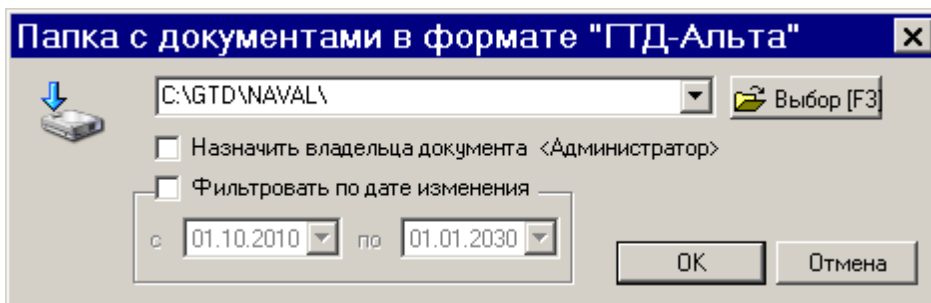 Папка с документами в формате "ГТД-Альта"
C:\GTD\NAVAL\
Выбор [F3]
Назначить владельца документа <Администратор>
Фильтровать по дате изменения
с 01.10.2010 по 01.01.2030
OK
Отмена